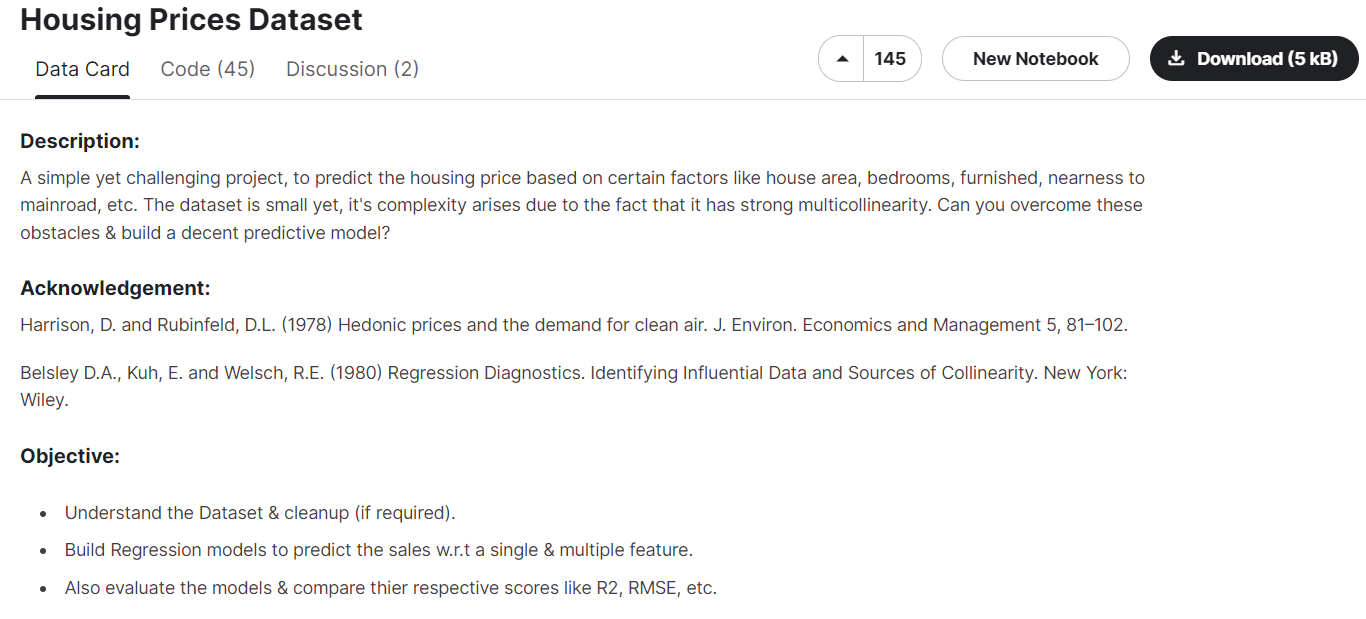 Housing Prices Dataset
Data Card Code (45) Discussion (2)
145 New Notebook Download (5 kB)
Description:
A simple yet challenging project, to predict the housing price based on certain factors like house area, bedrooms, furnished, nearness to
mainroad, etc. The dataset is small yet, it's complexity arises due to the fact that it has strong multicollinearity. Can you overcome these
obstacles & build a decent predictive model?
Acknowledgement:
Harrison, D. and Rubinfeld, D.L. (1978) Hedonic prices and the demand for clean air. J. Environ. Economics and Management 5, 81–102.
Belsley D.A., Kuh, E. and Welsch, R.E. (1980) Regression Diagnostics. Identifying Influential Data and Sources of Collinearity. New York:
Wiley.
Objective:
• Understand the Dataset & cleanup (if required).
• Build Regression models to predict the sales w.r.t a single & multiple feature.
• Also evaluate the models & compare thier respective scores like R2, RMSE, etc.